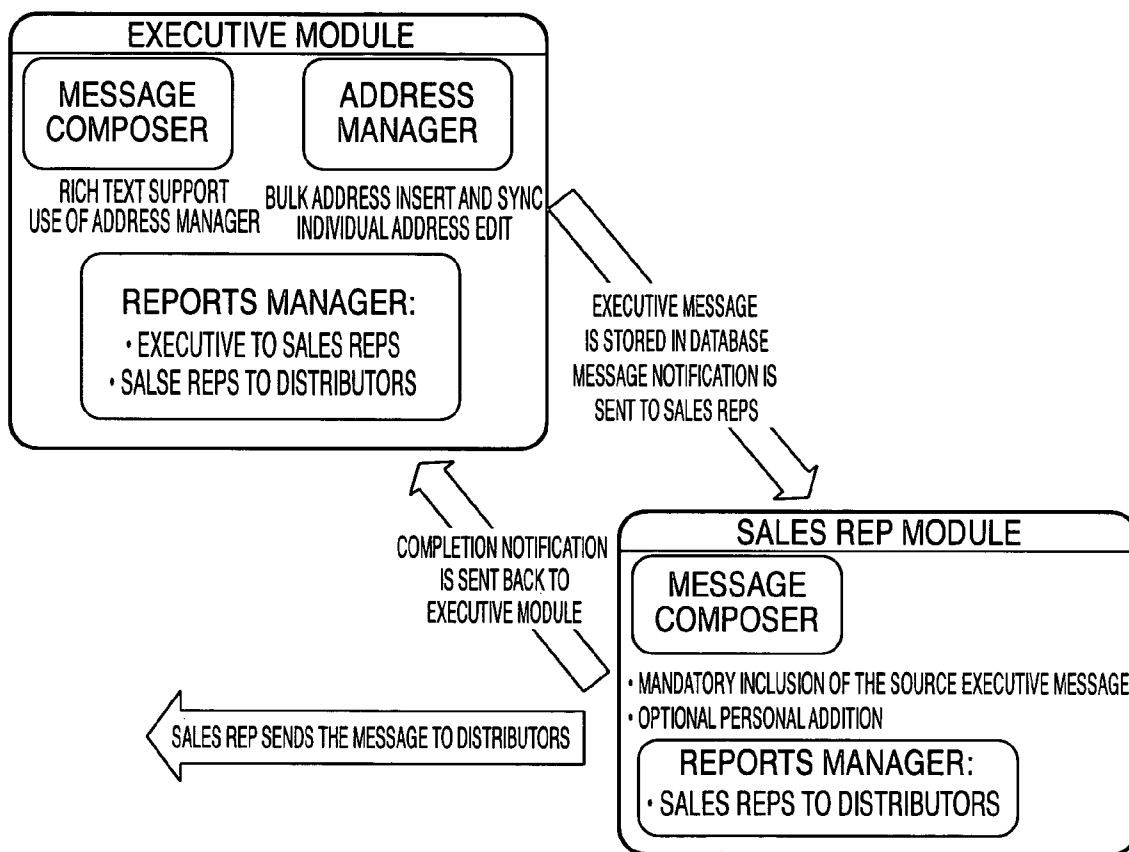 EXECUTIVE MODULE
MESSAGE
COMPOSER
RICH TEXT SUPPORT
USE OF ADDRESS MANAGER
ADDRESS
MANAGER
BULK ADDRESS INSERT AND SYNC
INDIVIDUAL ADDRESS EDIT
REPORTS MANAGER:
• EXECUTIVE TO SALES REPS
• SALSE REPS TO DISTRIBUTORS
EXECUTIVE MESSAGE
IS STORED IN DATABASE
MESSAGE NOTIFICATION IS
SENT TO SALES REPS
COMPLETION NOTIFICATION
IS SENT BACK TO
EXECUTIVE MODULE
SALES REP MODULE
MESSAGE
COMPOSER
• MANDATORY INCLUSION OF THE SOURCE EXECUTIVE MESSAGE
• OPTIONAL PERSONAL ADDITION
REPORTS MANAGER:
• SALES REPS TO DISTRIBUTORS
SALES REP SENDS THE MESSAGE TO DISTRIBUTORS